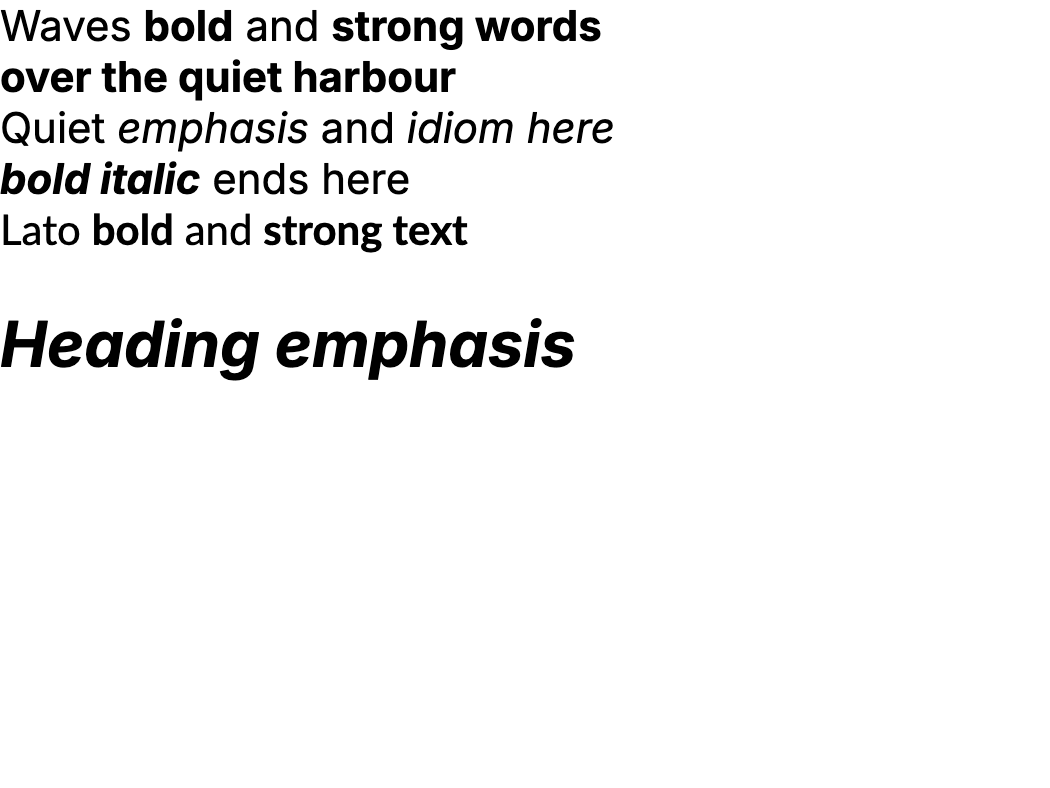 Waves bold and strong words
over the quiet harbour
Quiet emphasis and idiom here
bold italic ends here
Lato bold and strong text
Heading emphasis